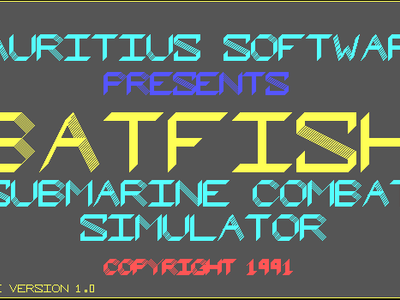 AURITIUS SOFTWAR
PRESENTS
BATFISH
SUBMARINE COMBAT
SIMULATOR
COPYRIGHT 1991
VERSION 1.0